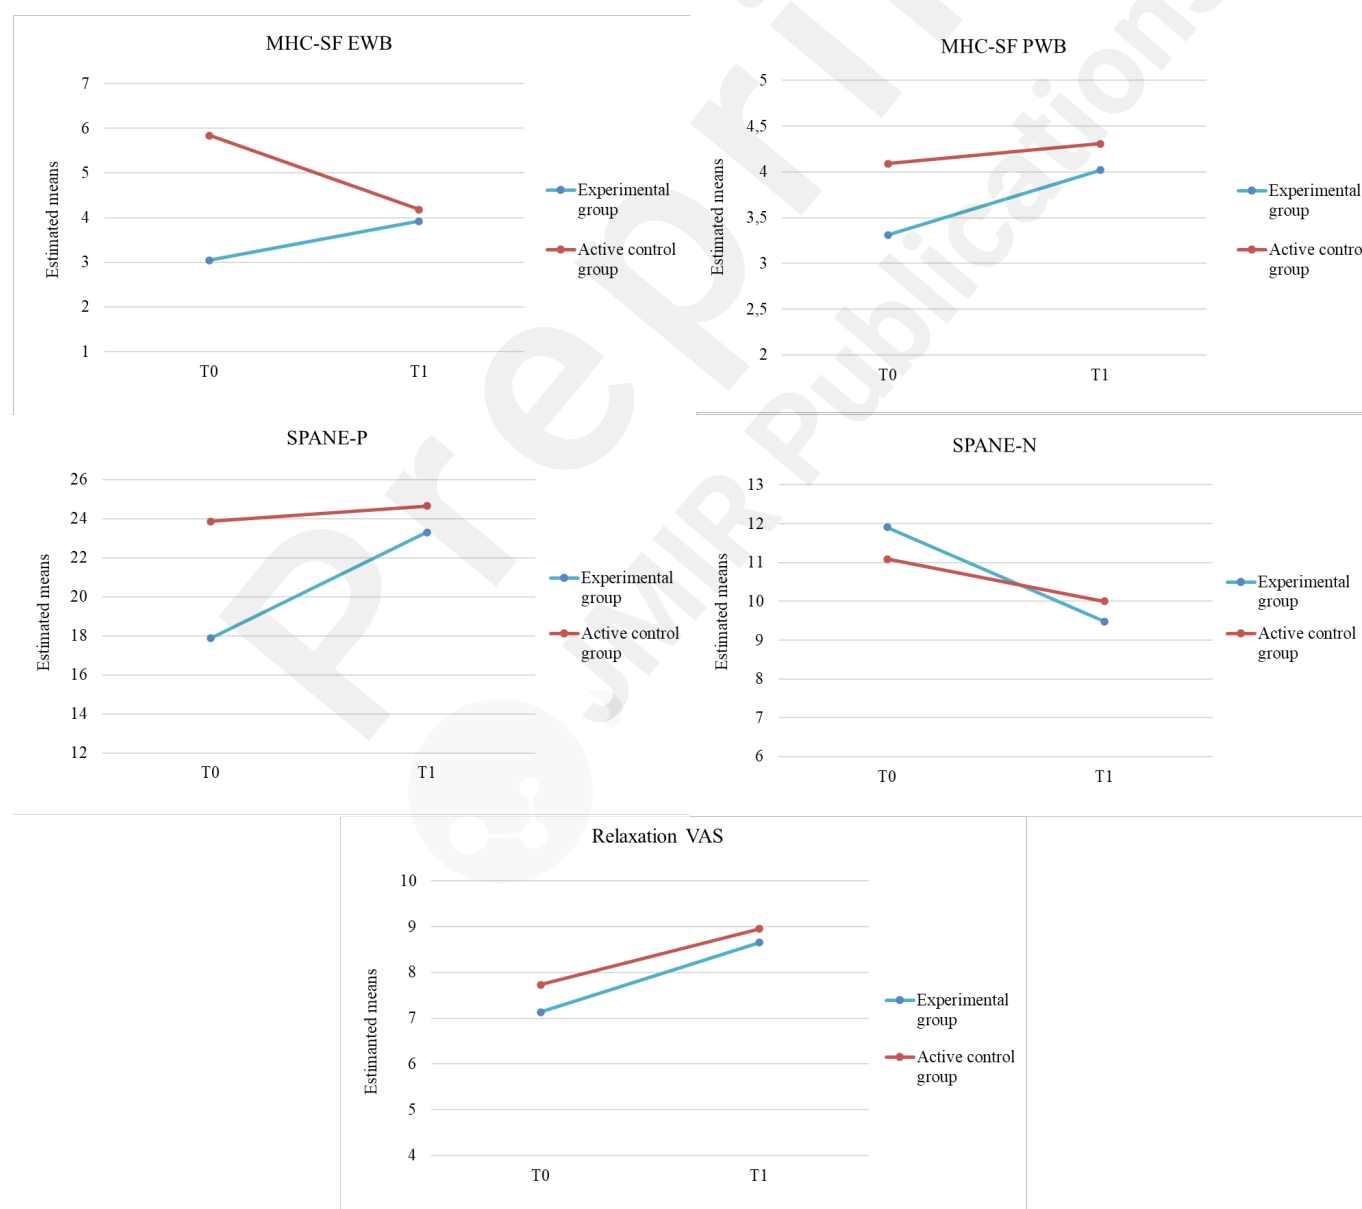 MHC-SF EWB
7
6
5
4
3
2
1
Estimated means
T0
T1
Experimental
group
Active control
group
MHC-SF PWB
5
4,5
4
3,5
3
2,5
2
Estimated means
T0
T1
Experimental
group
Active contro
group
SPANE-P
26
24
22
20
18
16
14
12
Estimated means
T0
T1
Experimental
group
Active control
group
SPANE-N
13
12
11
10
9
8
7
6
Estimated means
T0
T1
Experimental
group
Active control
group
Relaxation VAS
10
9
8
7
6
5
4
Estimanted means
T0
T1
Experimental
group
Active control
group
Prepri
JMIR Publications